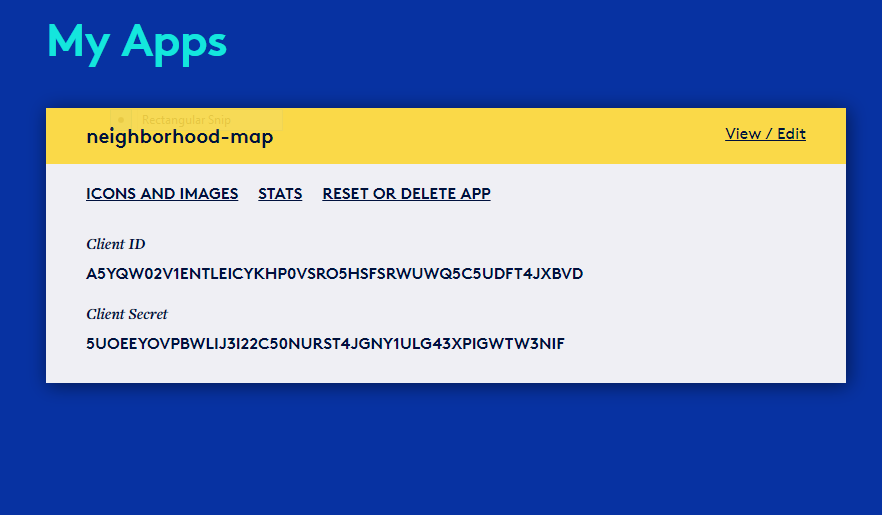 My Apps
Rectangular Snip
neighborhood-map
View / Edit
ICONS AND IMAGES STATS RESET OR DELETE APP
Client ID
A5YQW02V1ENTLEICYKHP0VSRO5HSFSRWUWQ5C5UDFT4JXBVD
Client Secret
5UOEEYOVPBWLIJ3I22C50NURST4JGNY1ULG43XPIGWTW3NIF